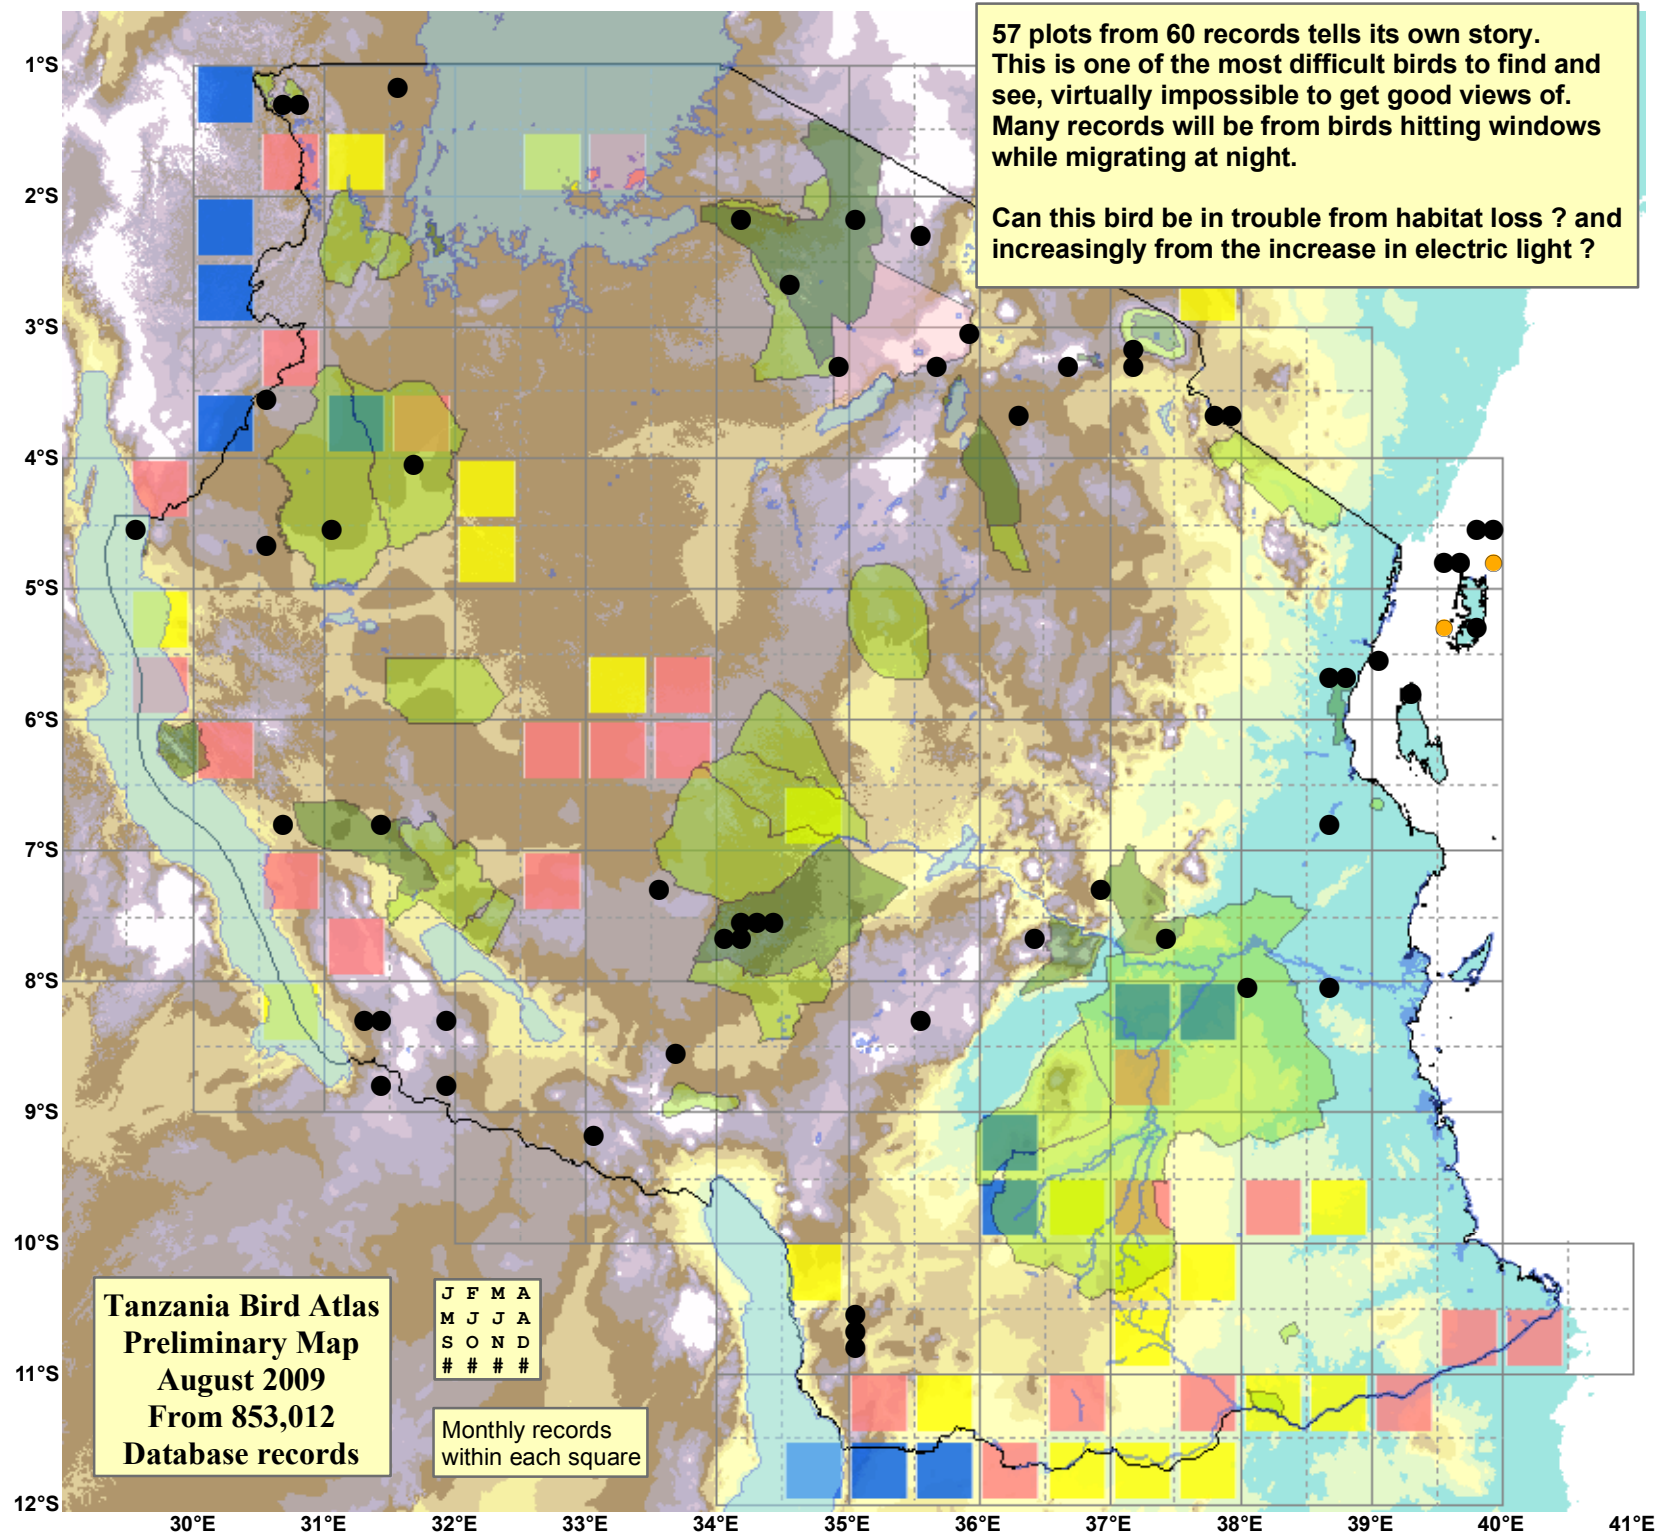 57 plots from 60 records tells its own story.
This is one of the most difficult birds to find and
see, virtually impossible to get good views of.
Many records will be from birds hitting windows
while migrating at night.
Can this bird be in trouble from habitat loss ? and
increasingly from the increase in electric light ?
1°S
2°S
3°S
4°S
5°S
6°S
7°S
8°S
9°S
10°S
11°S
12°S
Tanzania Bird Atlas
Preliminary Map
August 2009
From 853,012
Database records
J F M A
M J J A
S O N D
# # # #
Monthly records
within each square
30°E 31°E 32°E 33°E 34°E 35°E 36°E 37°E 38°E 39°E 40°E 41°E